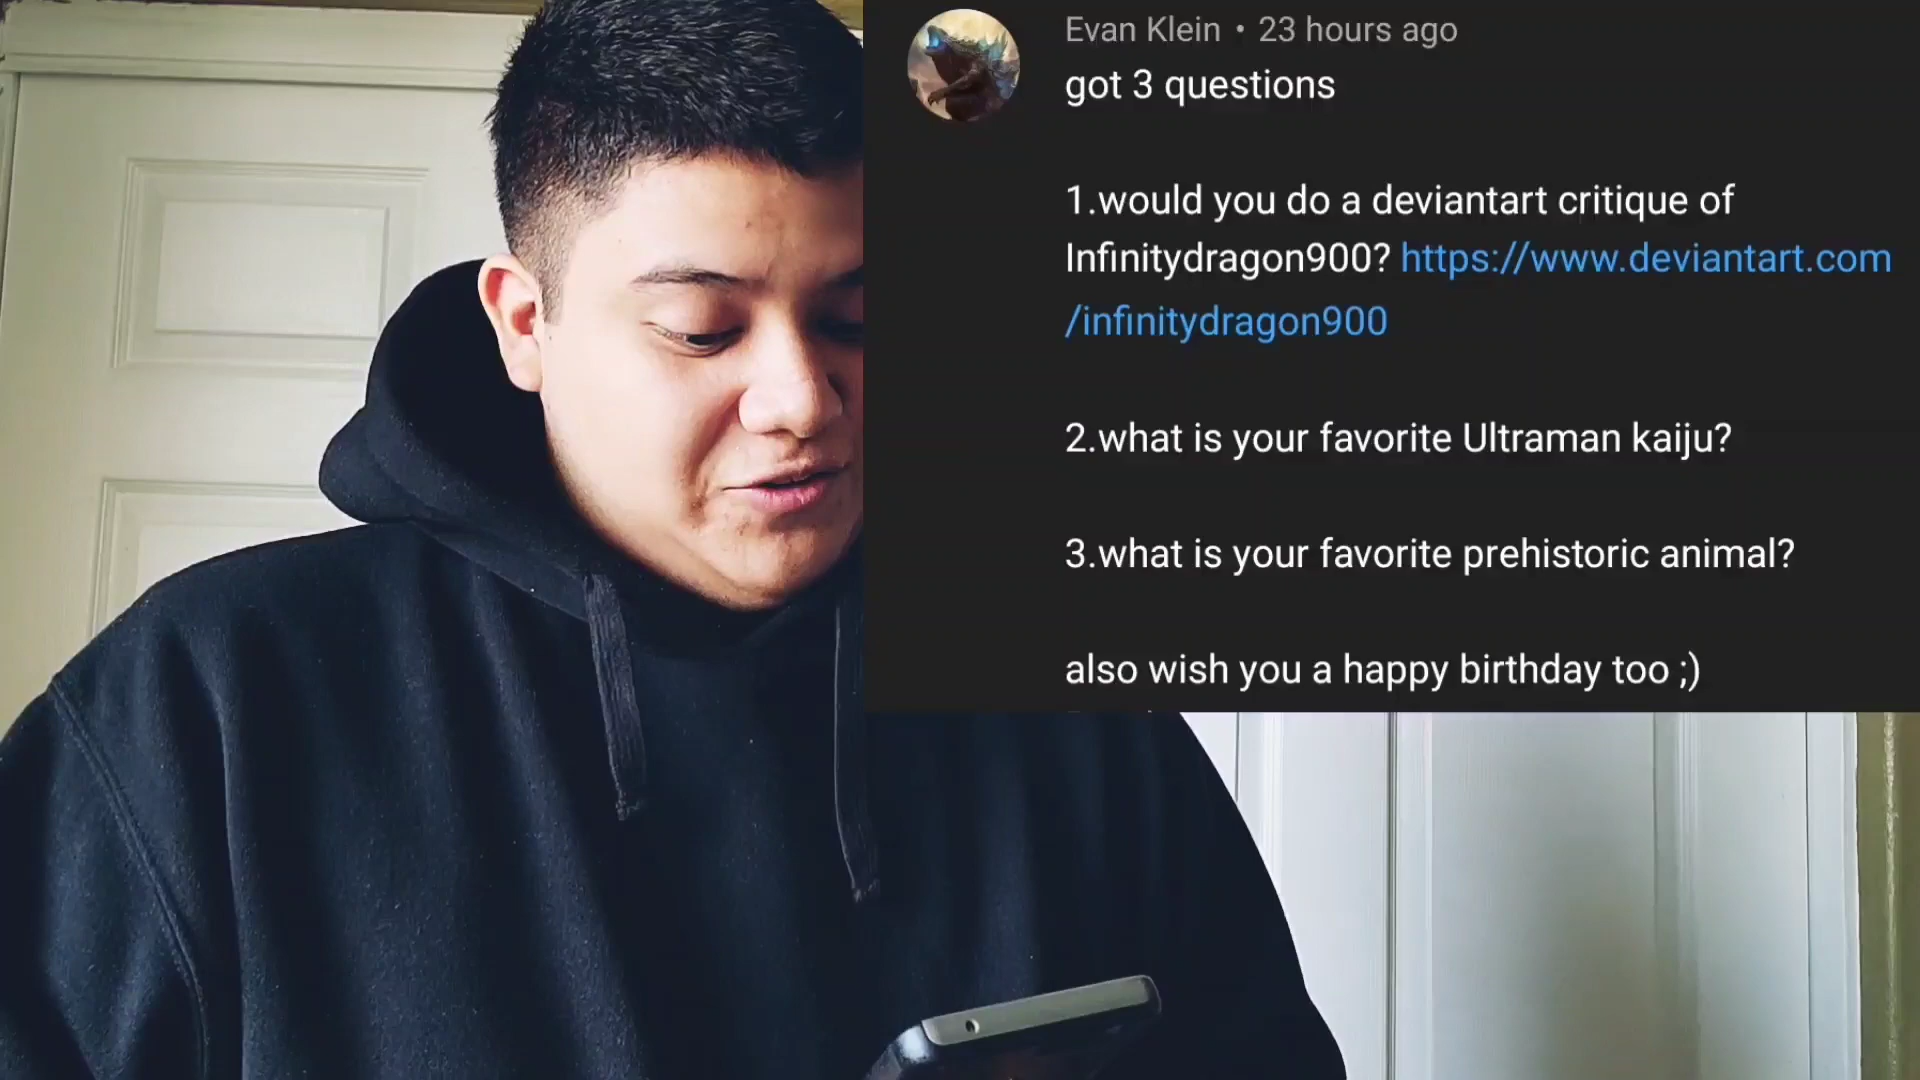 Evan Klein • 23 hours ago
got 3 questions
1.would you do a deviantart critique of
Infinitydragon900? https://www.deviantart.com
/infinitydragon900
2.what is your favorite Ultraman kaiju?
3.what is your favorite prehistoric animal?
also wish you a happy birthday too ;)